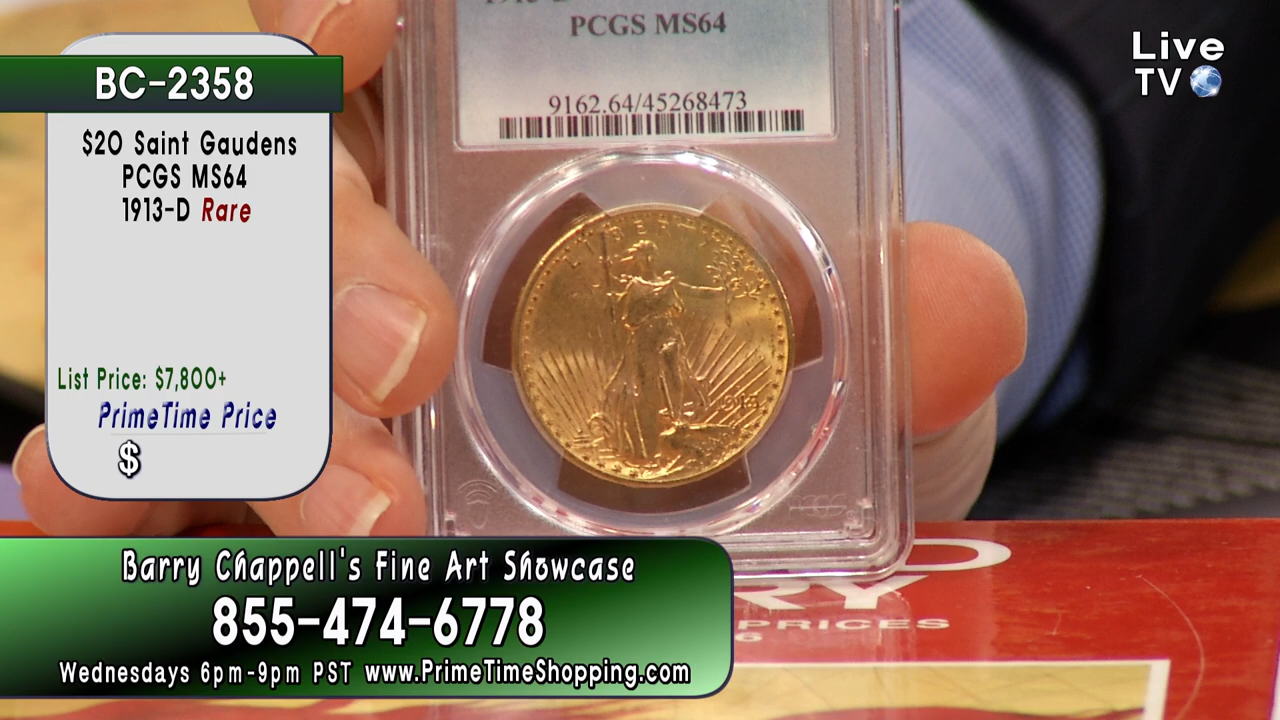 PCGS MS64
9162.64/45268473
Live
TV
BC-2358
$20 Saint Gaudens
PCGS MS64
1913-D Rare
List Price: $7,800+
PrimeTime Price
$
LIBERTY
1913
PRICES
Barry Chappell's Fine Art Showcase
855-474-6778
Wednesdays 6pm-9pm PST www.PrimeTimeShopping.com